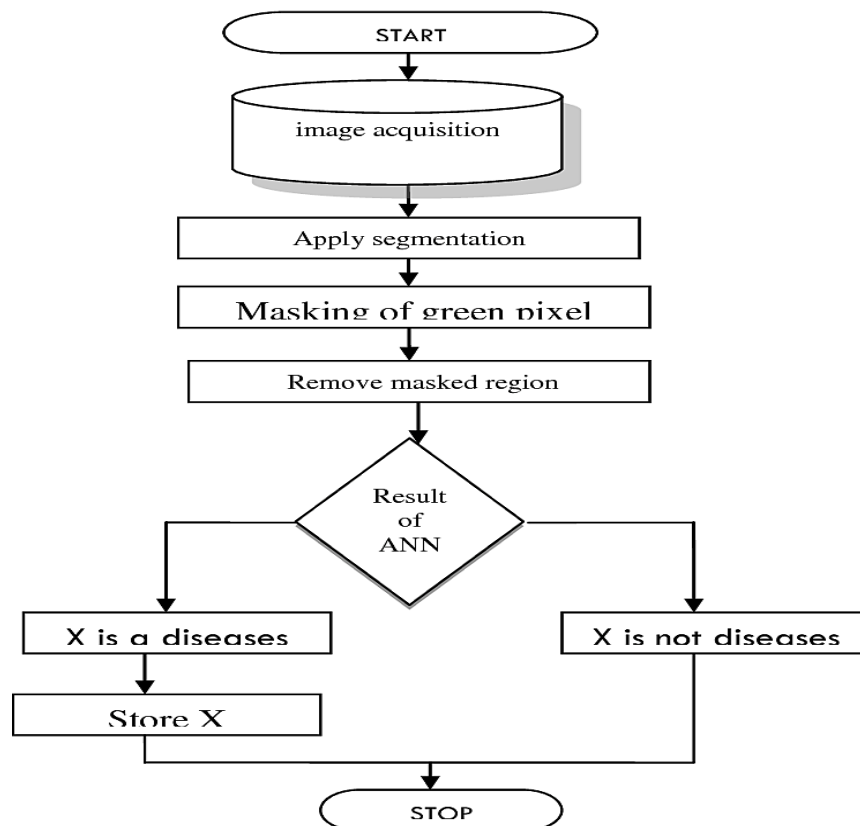 START
image acquisition
Apply segmentation
Masking of green pixel
Remove masked region
Result
of
ANN
X is a diseases
X is not diseases
Store X
STOP